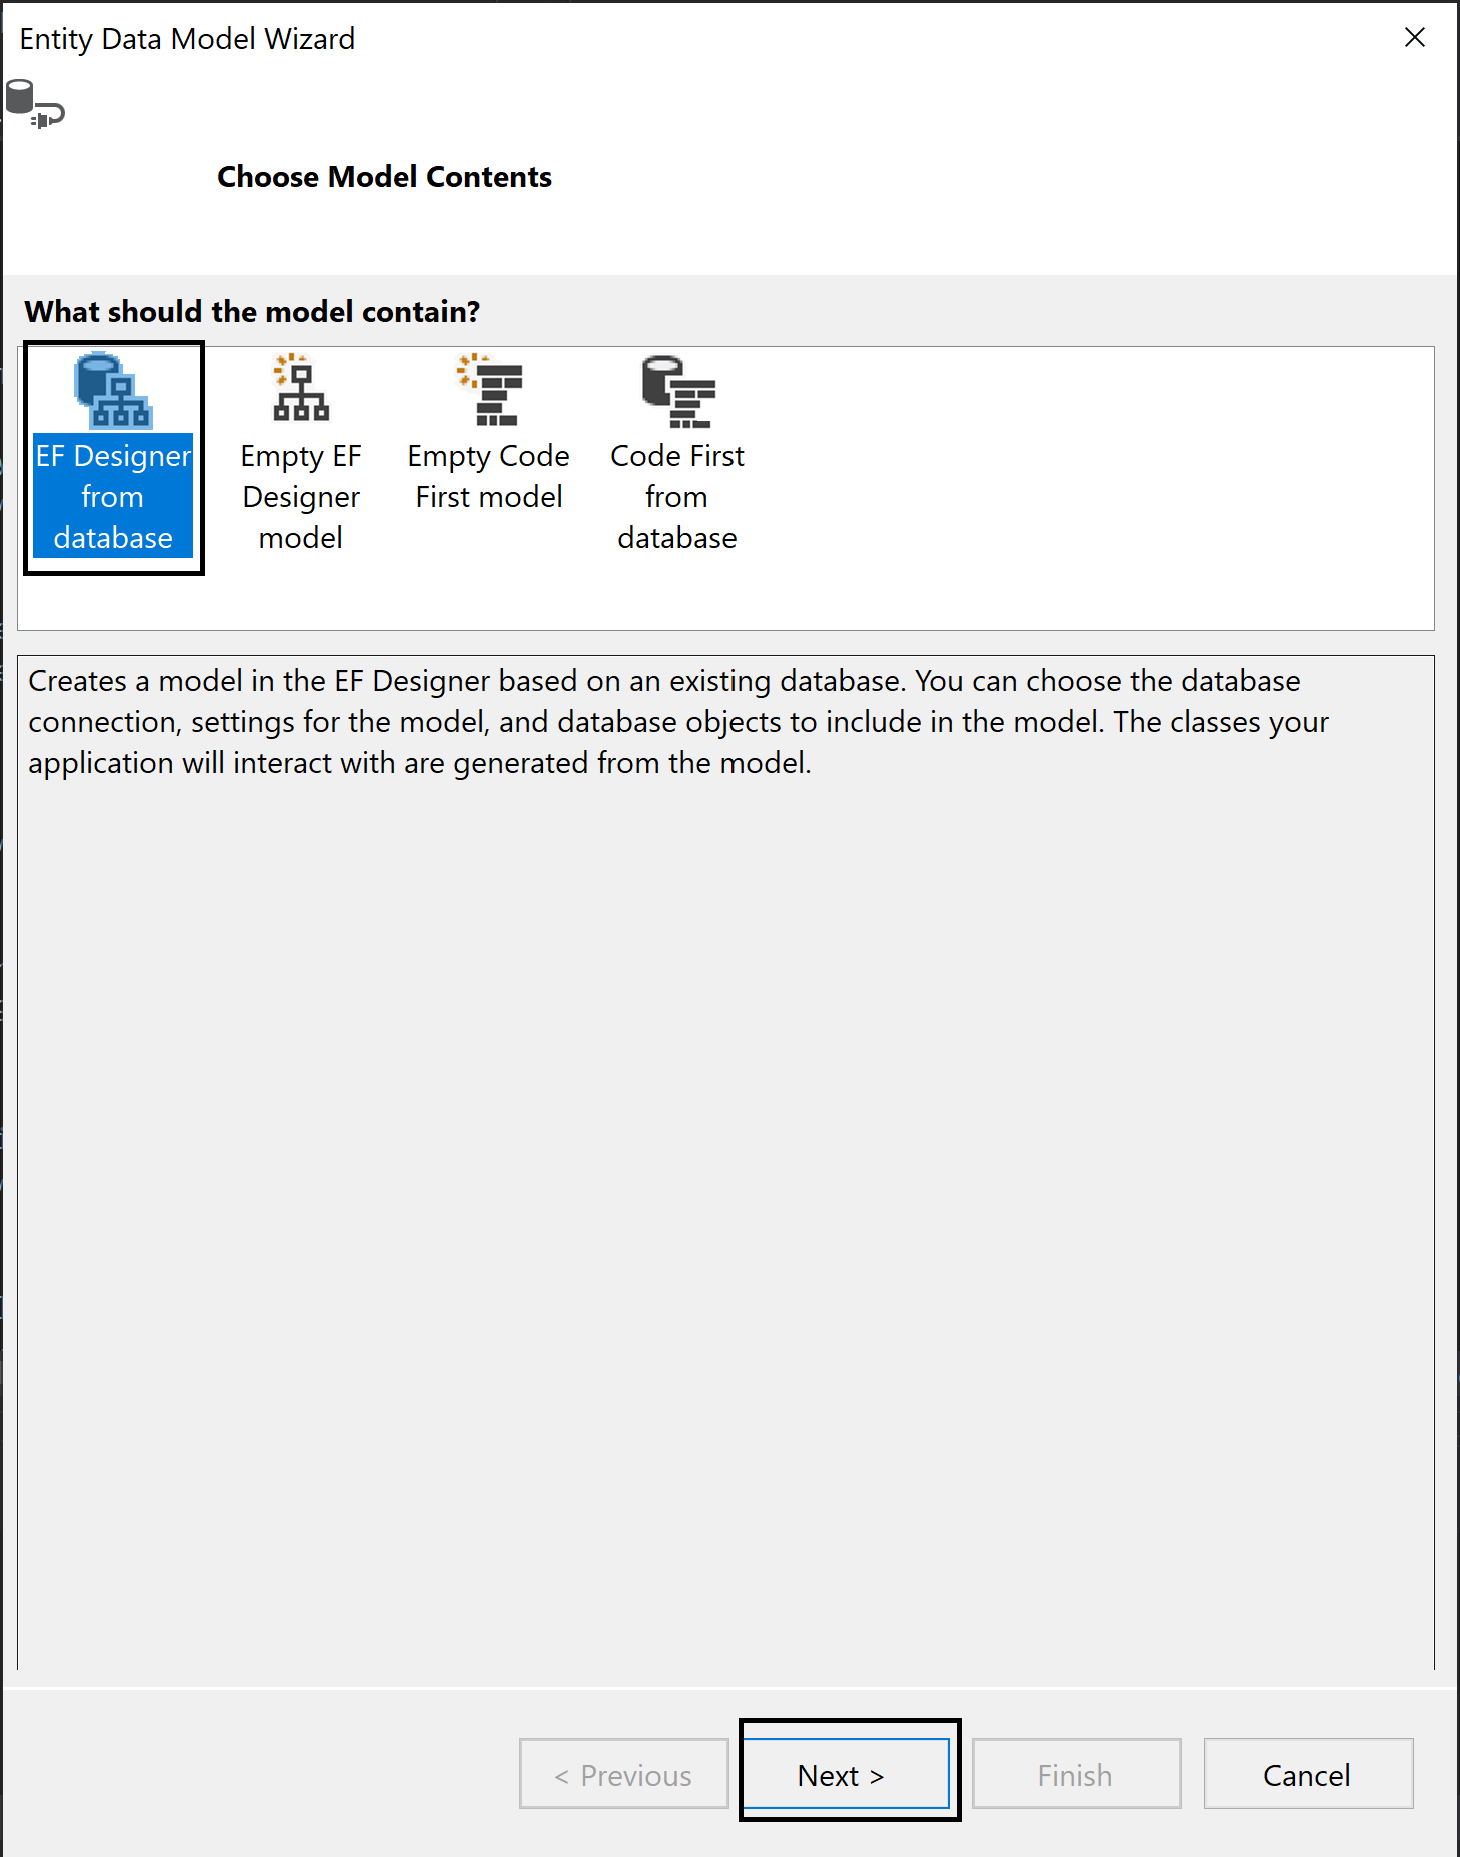 Entity Data Model Wizard
Choose Model Contents
What should the model contain?
EF Designer
from
database
Empty EF
Designer
model
Empty Code
First model
Code First
from
database
Creates a model in the EF Designer based on an existing database. You can choose the database
connection, settings for the model, and database objects to include in the model. The classes your
application will interact with are generated from the model.
< Previous
Next >
Finish
Cancel